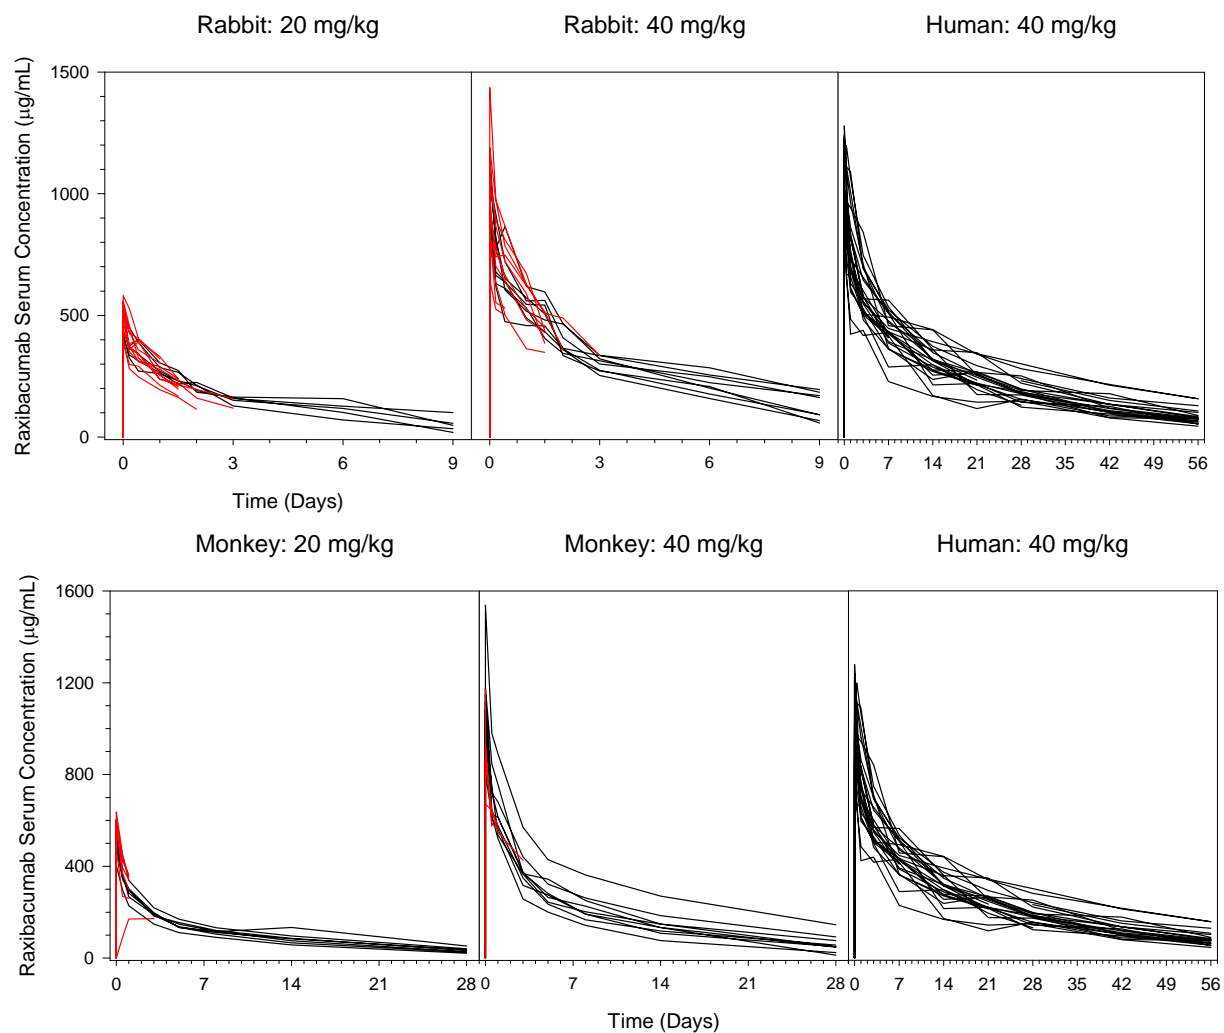 Rabbit: 20 mg/kg Rabbit: 40 mg/kg Human: 40 mg/kg
Raxibacumab Serum Concentration (μg/mL)
1500
1000
500
0
0 3 6 9 0 3 6 9 0 7 14 21 28 35 42 49 56
Time (Days)
Monkey: 20 mg/kg Monkey: 40 mg/kg Human: 40 mg/kg
Raxibacumab Serum Concentration (μg/mL)
1600
1200
800
400
0
0 7 14 21 28 0 7 14 21 28 0 7 14 21 28 35 42 49 56
Time (Days)